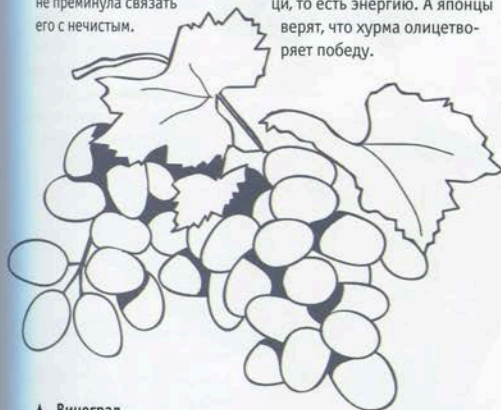 не преминула связать
его с нечистым.
ци, то есть энергию. А японцы
верят, что хурма олицетво-
ряет победу.
▲ Виноград